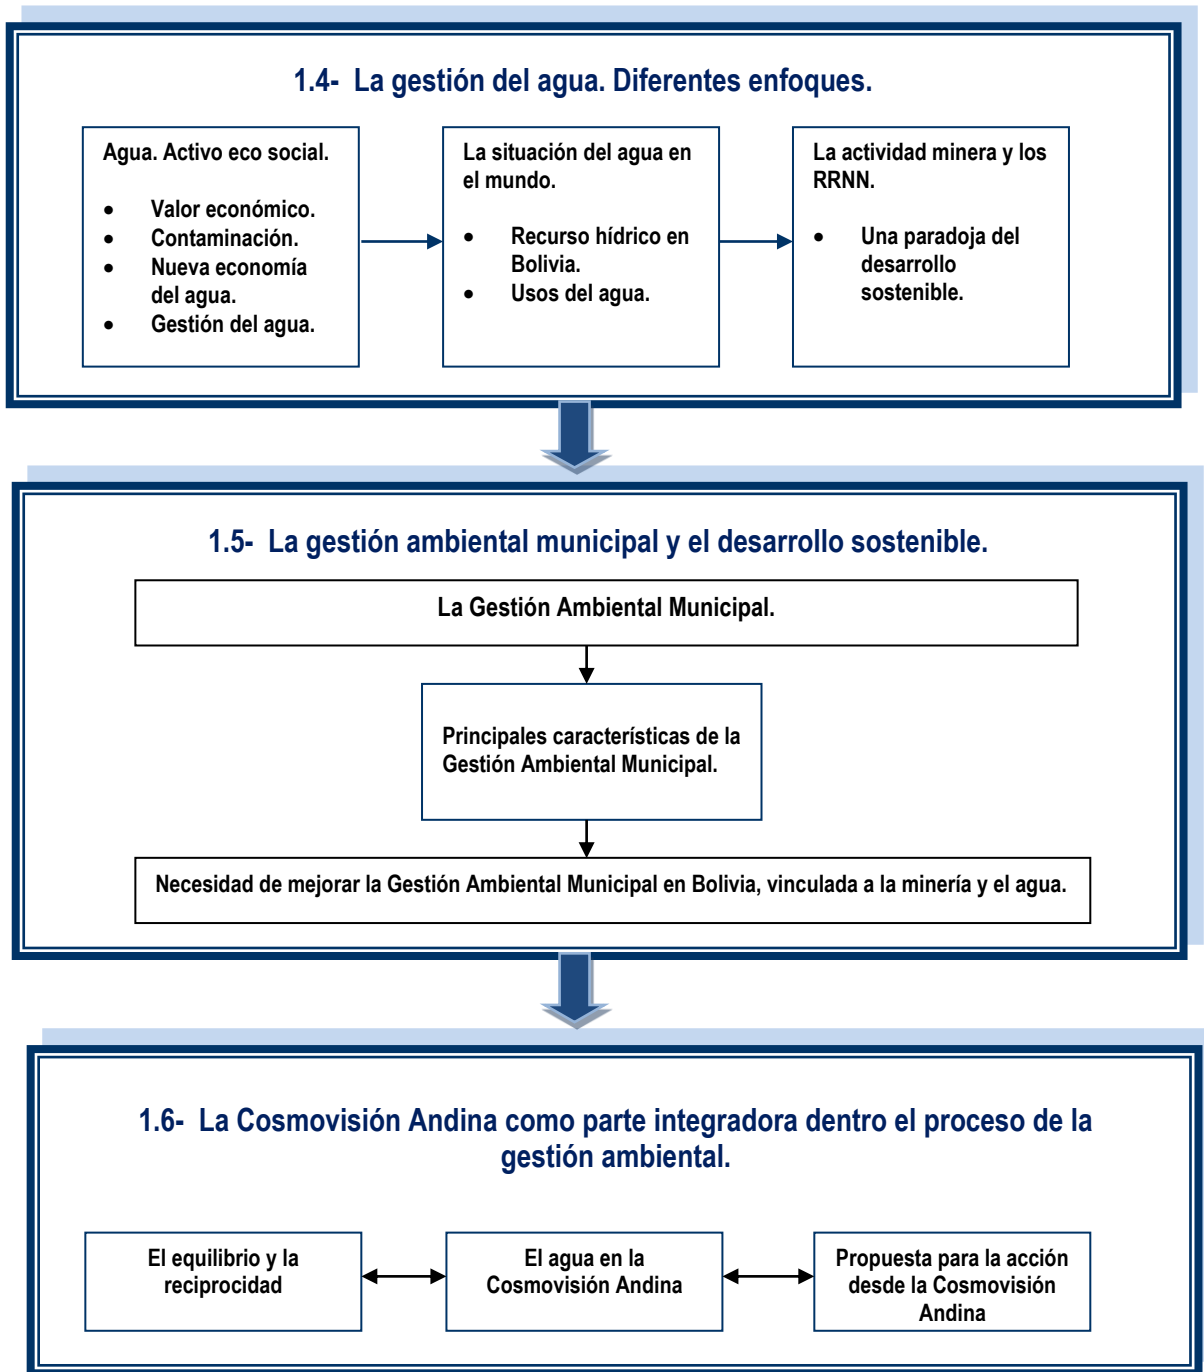 1.4- La gestión del agua. Diferentes enfoques.
Agua. Activo eco social.
• Valor económico.
• Contaminación.
• Nueva economía
del agua.
• Gestión del agua.
La situación del agua en
el mundo.
• Recurso hídrico en
Bolivia.
• Usos del agua.
La actividad minera y los
RRNN.
• Una paradoja del
desarrollo
sostenible.
1.5- La gestión ambiental municipal y el desarrollo sostenible.
La Gestión Ambiental Municipal.
Principales características de la
Gestión Ambiental Municipal.
Necesidad de mejorar la Gestión Ambiental Municipal en Bolivia, vinculada a la minería y el agua.
1.6- La Cosmovisión Andina como parte integradora dentro el proceso de la
gestión ambiental.
El equilibrio y la
reciprocidad
El agua en la
Cosmovisión Andina
Propuesta para la acción
desde la Cosmovisión
Andina